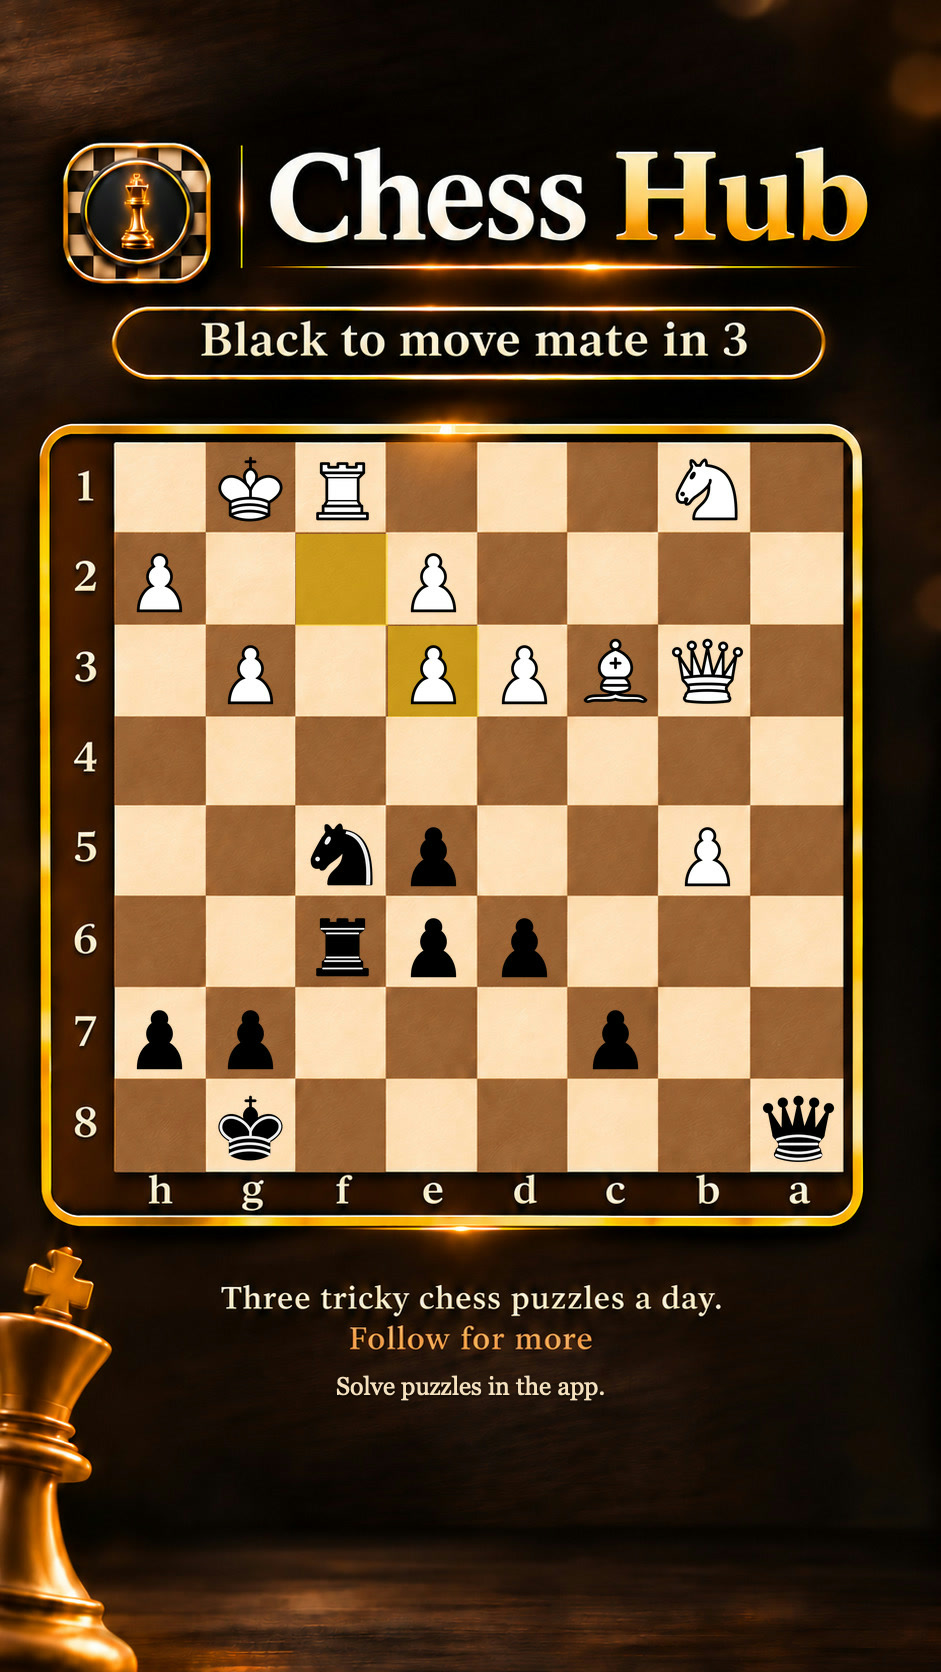 Chess Hub
Black to move mate in 3
1
2
3
4
5
6
7
8
h g f e d c b a
Three tricky chess puzzles a day.
Follow for more
Solve puzzles in the app.